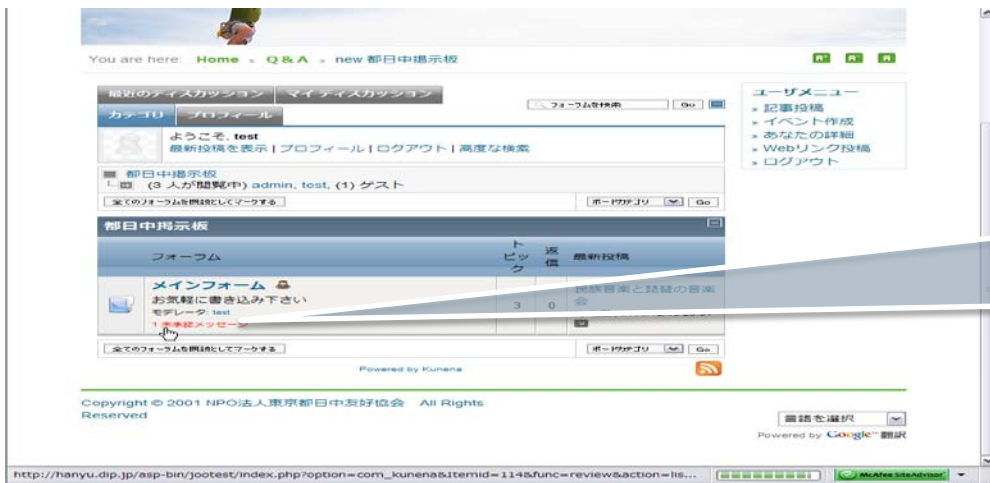 You are here: Home » Q & A » new 都日中掲示板
最近のディスカッション マイ ディスカッション
カテゴリ プロフィール
フォーラムを検索 Go
ようこそ, test
最新投稿を表示 | プロフィール | ログアウト | 高度な検索
都日中掲示板
(3 人が閲覧中) admin, test, (1) ゲスト
全てのフォーラムを既読としてマークする
ボードカテゴリ Go
都日中掲示板
フォーラム
トピック
返信
最新投稿
メインフォーム
お気軽に書き込み下さい
モデレータ: test
1 未承認メッセージ
3
0
民族音楽と琵琶の音楽会
全てのフォーラムを既読としてマークする
ボードカテゴリ Go
Powered by Kunena
ユーザメニュー
» 記事投稿
» イベント作成
» あなたの詳細
» Webリンク投稿
» ログアウト
Copyright © 2001 NPO法人東京都日中友好協会 All Rights
Reserved
言語を選択
Powered by Google™ 翻訳
http://hanyu.dip.jp/asp-bin/jootest/index.php?option=com_kunena&Itemid=114&func=review&action=lis...
McAfee SiteAdvisor